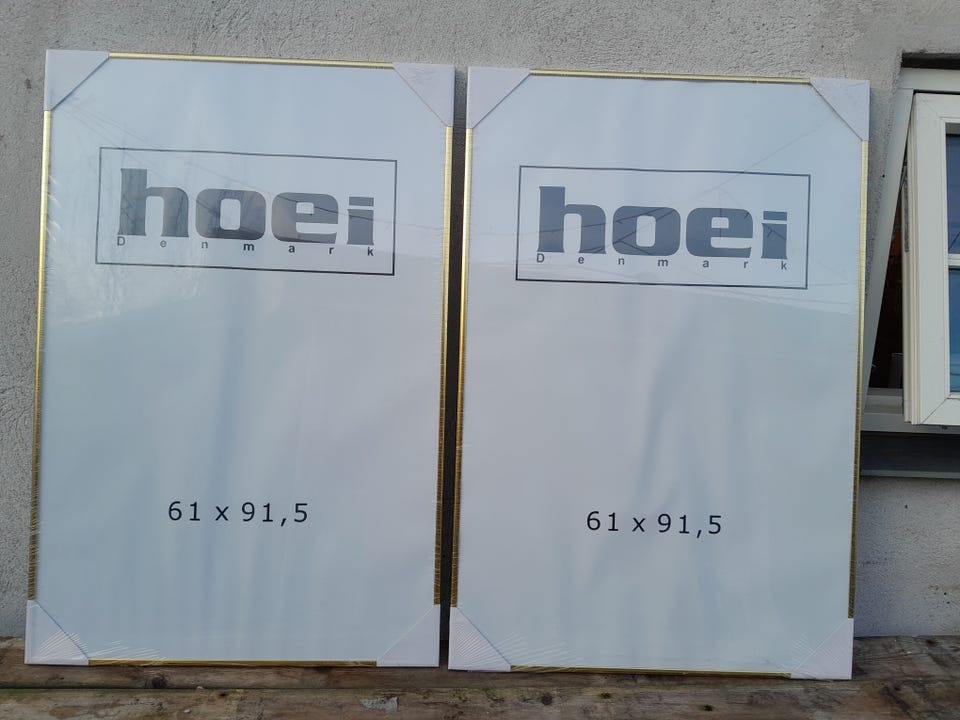 hoei
Denmark
61 x 91,5
hoei
Denmark
61 x 91,5